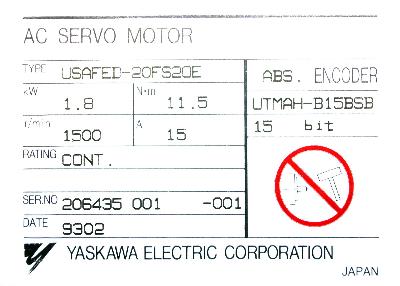 AC SERVO MOTOR
TYPE USAFED-20FS20E
kW 1.8 N·m 11.5
r/min 1500 A 15
RATING CONT.
SER.NO 206435 001 -001
DATE 9302
ABS. ENCODER
UTMAH-B15BSB
15 bit
YASKAWA ELECTRIC CORPORATION
JAPAN